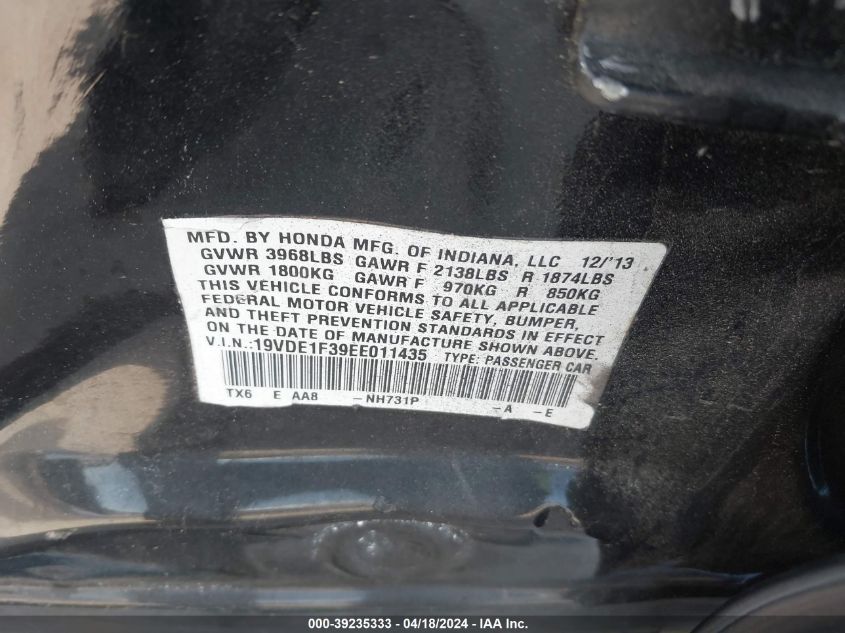 MFD. BY HONDA MFG. OF INDIANA, LLC 12/'13
GVWR 3968LBS GAWR F 2138LBS R 1874LBS
GVWR 1800KG GAWR F 970KG R 850KG
THIS VEHICLE CONFORMS TO ALL APPLICABLE
FEDERAL MOTOR VEHICLE SAFETY, BUMPER,
AND THEFT PREVENTION STANDARDS IN EFFECT
ON THE DATE OF MANUFACTURE SHOWN ABOVE.
V.I.N.:19VDE1F39EE011435 TYPE: PASSENGER CAR
TX6 E AA8 -NH731P -A -E
000-39235333 / 04/18/2024 - IAA Inc.